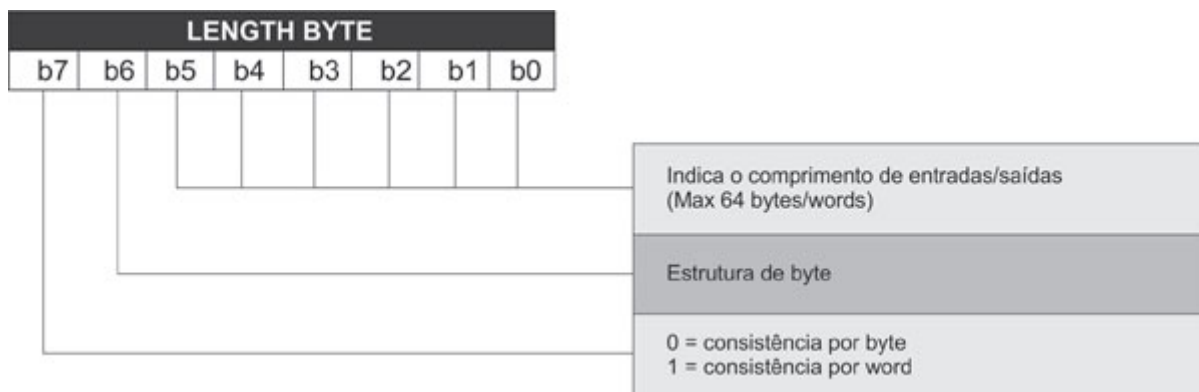 LENGTH BYTE
b7 b6 b5 b4 b3 b2 b1 b0
Indica o comprimento de entradas/saídas
(Max 64 bytes/words)
Estrutura de byte
0 = consistência por byte
1 = consistência por word